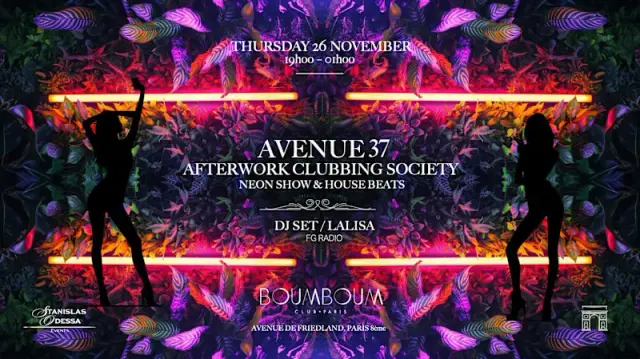 THURSDAY 26 NOVEMBER
19H00 - 01H00
AVENUE 37
AFTERWORK CLUBBING SOCIETY
NEON SHOW & HOUSE BEATS
DJ SET / LALISA
FG RADIO
BOUMBOUM
CLUB • PARIS
AVENUE DE FRIEDLAND, PARIS 8ème
STANISLAS
ODESSA
EVENTS